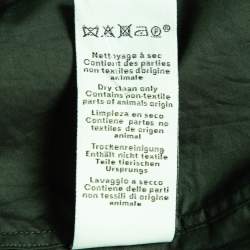 Nettoyage à sec
Contient des parties
non textiles d'origine
animale
Dry clean only
Contains non-textile
parts of animal origin
Limpieza en seco
Contiene partes no
textiles de origen
animal
Trockenreinigung
Enthält nicht textile
Teile tierischen
Ursprungs
Lavaggio a secco
Contiene delle parti
non tessili di origine